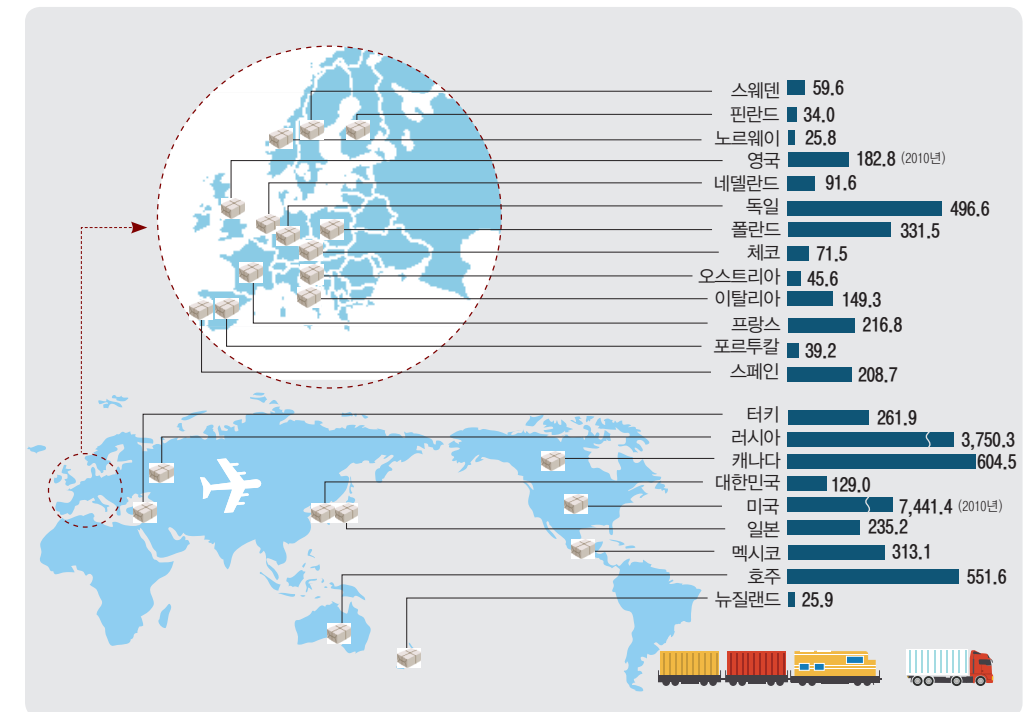 스웨덴 59.6
핀란드 34.0
노르웨이 25.8
영국 182.8 (2010년)
네델란드 91.6
독일 496.6
폴란드 331.5
체코 71.5
오스트리아 45.6
이탈리아 149.3
프랑스 216.8
포르투칼 39.2
스페인 208.7
터키 261.9
러시아 3,750.3
캐나다 604.5
대한민국 129.0
미국 7,441.4 (2010년)
일본 235.2
멕시코 313.1
호주 551.6
뉴질랜드 25.9